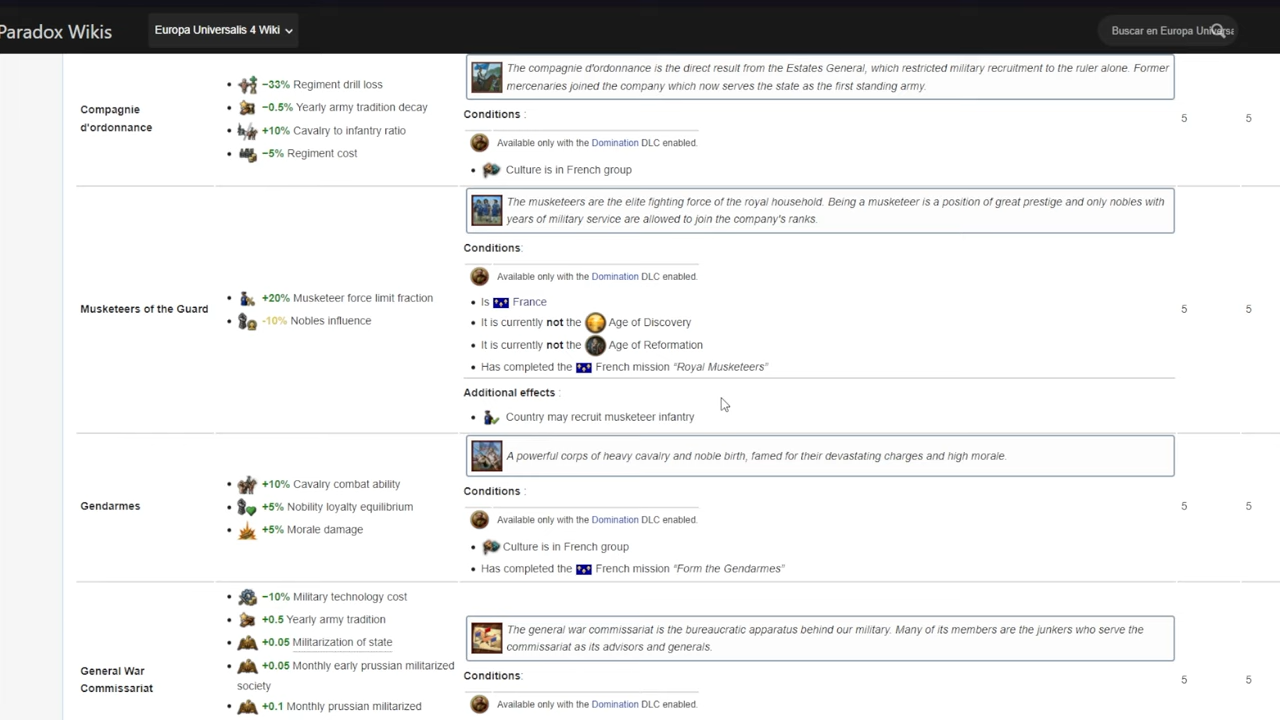 Paradox Wikis
Europa Universalis 4 Wiki
Buscar en Europa Universa
Compagnie
d'ordonnance
−33% Regiment drill loss
−0.5% Yearly army tradition decay
+10% Cavalry to infantry ratio
−5% Regiment cost
The compagnie d'ordonnance is the direct result from the Estates General, which restricted military recruitment to the ruler alone. Former
mercenaries joined the company which now serves the state as the first standing army.
Conditions :
Available only with the Domination DLC enabled.
Culture is in French group
5
5
Musketeers of the Guard
+20% Musketeer force limit fraction
-10% Nobles influence
The musketeers are the elite fighting force of the royal household. Being a musketeer is a position of great prestige and only nobles with
years of military service are allowed to join the company's ranks.
Conditions:
Available only with the Domination DLC enabled.
Is France
It is currently not the Age of Discovery
It is currently not the Age of Reformation
Has completed the French mission “Royal Musketeers”
Additional effects :
Country may recruit musketeer infantry
5
5
Gendarmes
+10% Cavalry combat ability
+5% Nobility loyalty equilibrium
+5% Morale damage
A powerful corps of heavy cavalry and noble birth, famed for their devastating charges and high morale.
Conditions :
Available only with the Domination DLC enabled.
Culture is in French group
Has completed the French mission “Form the Gendarmes”
5
5
General War
Commissariat
−10% Military technology cost
+0.5 Yearly army tradition
+0.05 Militarization of state
+0.05 Monthly early prussian militarized
society
+0.1 Monthly prussian militarized
The general war commissariat is the bureaucratic apparatus behind our military. Many of its members are the junkers who serve the
commissariat as its advisors and generals.
Conditions:
Available only with the Domination DLC enabled.
5
5